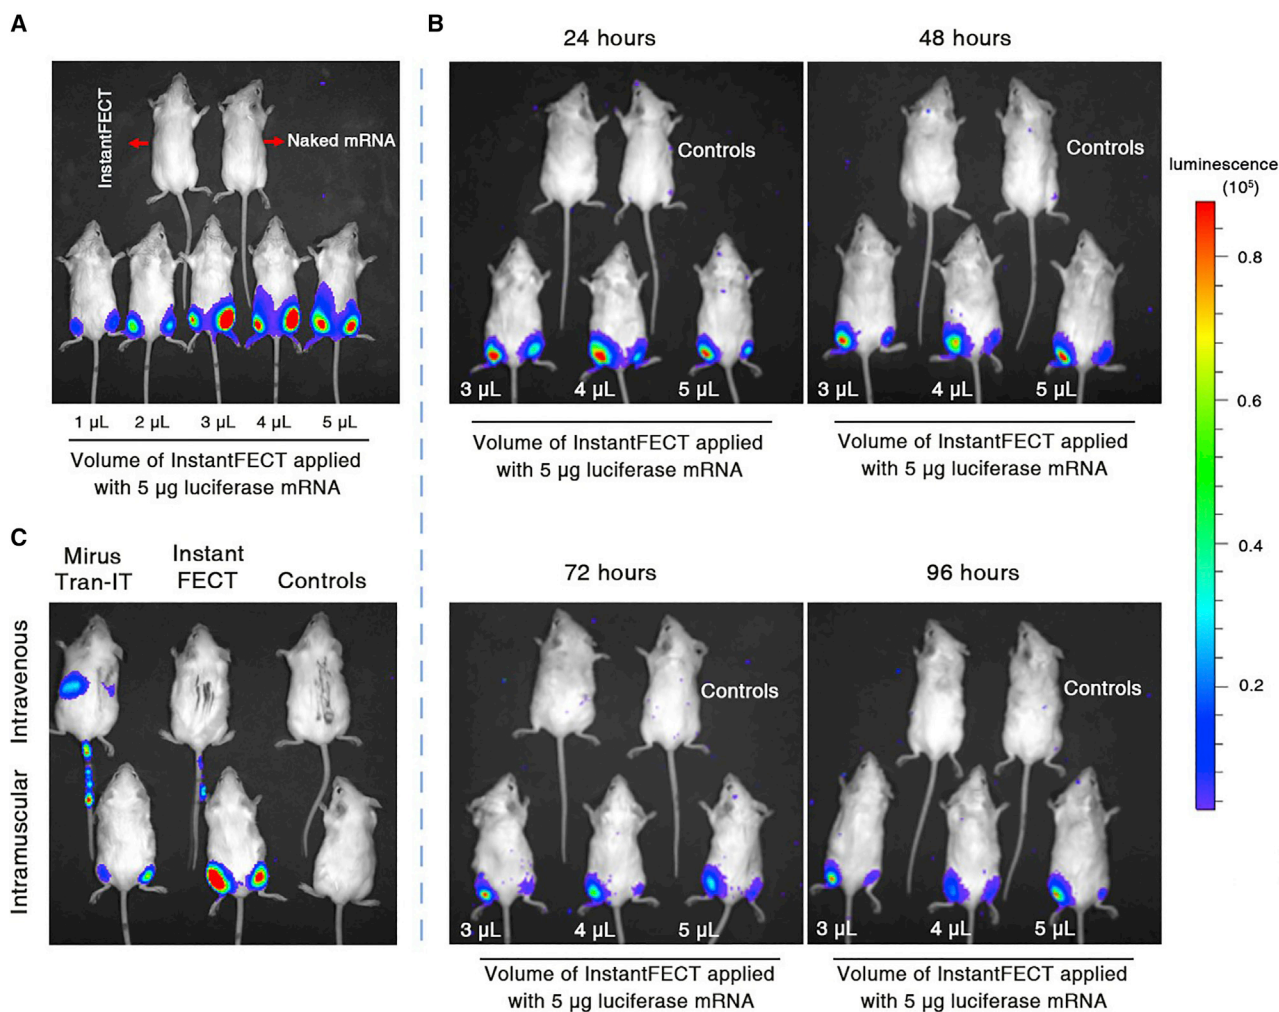 A
InstantFECT
Naked mRNA
1 µL 2 µL 3 µL 4 µL 5 µL
Volume of InstantFECT applied
with 5 µg luciferase mRNA
B
24 hours
Controls
3 µL 4 µL 5 µL
Volume of InstantFECT applied
with 5 µg luciferase mRNA
48 hours
Controls
3 µL 4 µL 5 µL
Volume of InstantFECT applied
with 5 µg luciferase mRNA
luminescence
(10⁵)
0.8
0.6
0.4
0.2
72 hours
Controls
3 µL 4 µL 5 µL
Volume of InstantFECT applied
with 5 µg luciferase mRNA
96 hours
Controls
3 µL 4 µL 5 µL
Volume of InstantFECT applied
with 5 µg luciferase mRNA
C
Mirus
Tran-IT
Instant
FECT
Controls
Intravenous
Intramuscular